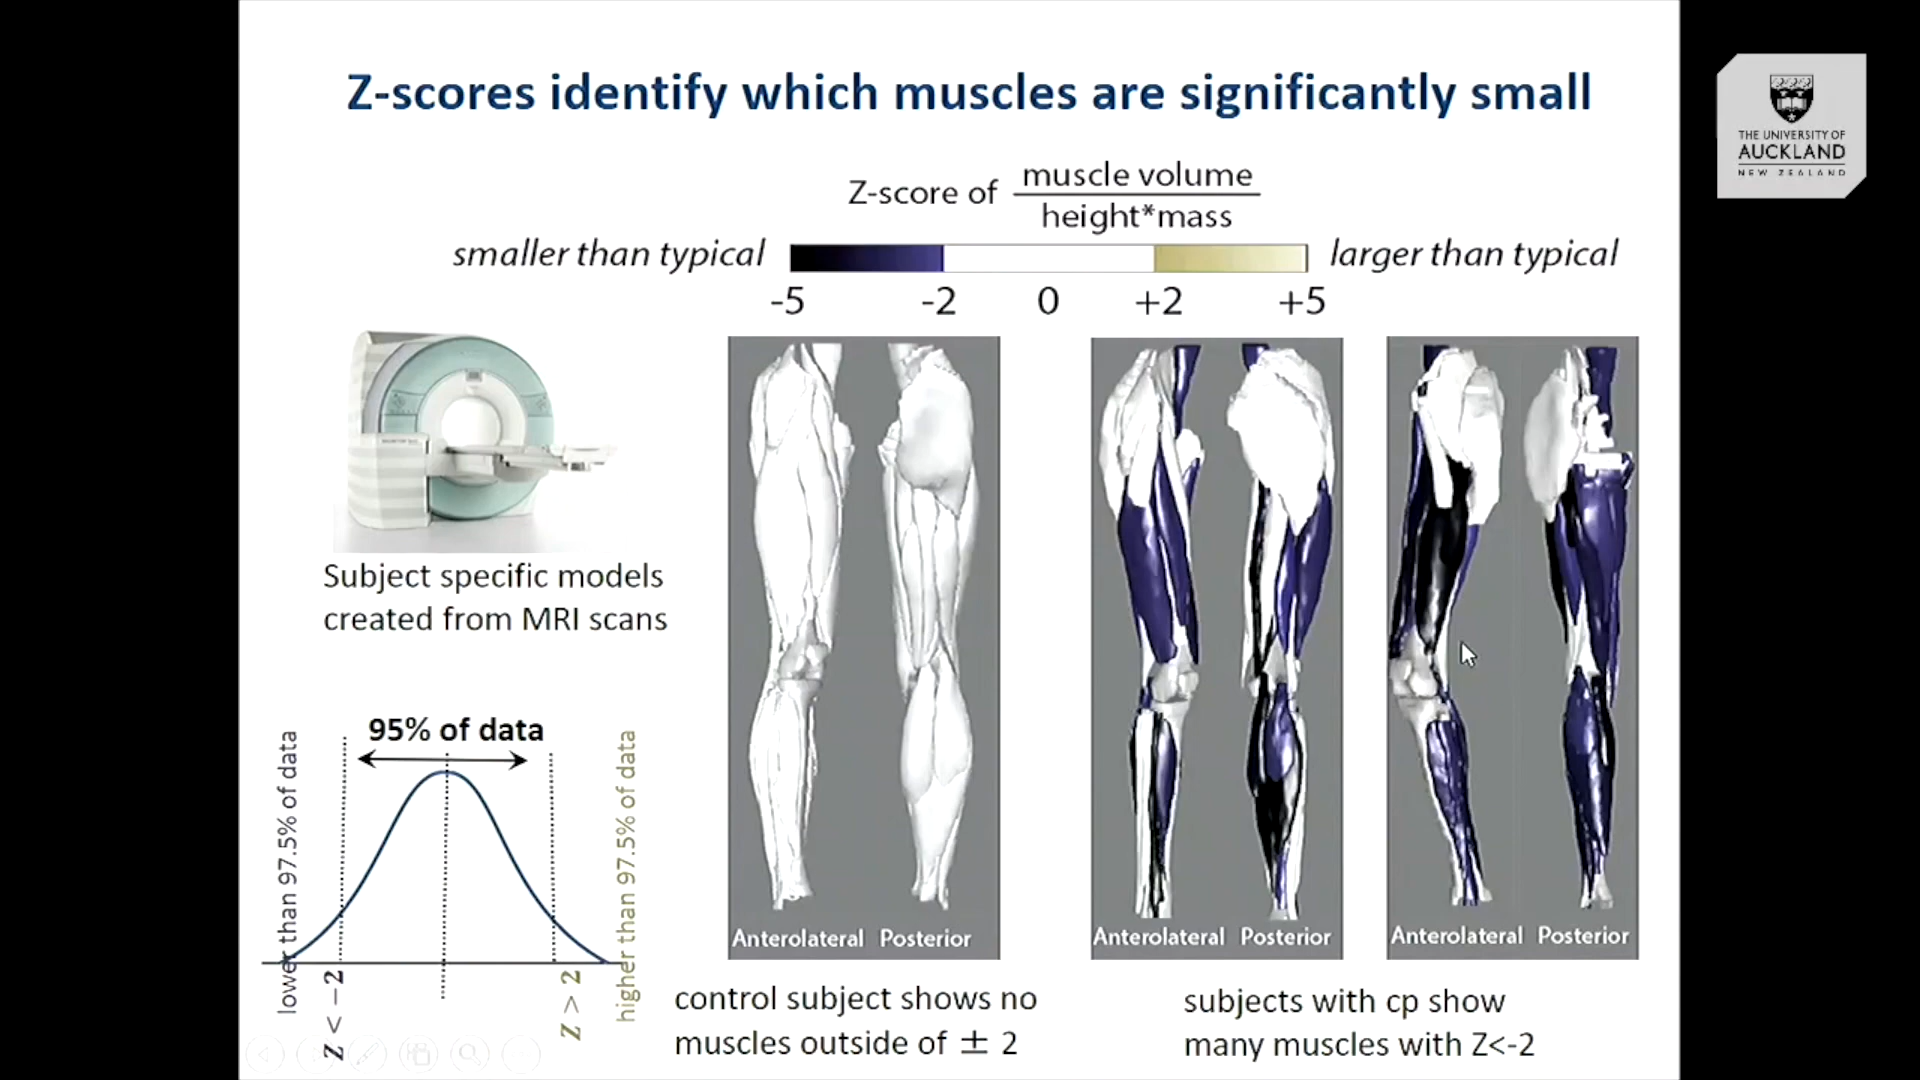 Z-scores identify which muscles are significantly small
THE UNIVERSITY OF
AUCKLAND
NEW ZEALAND
Z-score of muscle volume
height*mass
smaller than typical
larger than typical
-5 -2 0 +2 +5
Subject specific models
created from MRI scans
95% of data
lower than 97.5% of data
Z < -2
Z > 2
higher than 97.5% of data
Anterolateral Posterior
control subject shows no
muscles outside of ± 2
Anterolateral Posterior
Anterolateral Posterior
subjects with cp show
many muscles with Z<-2